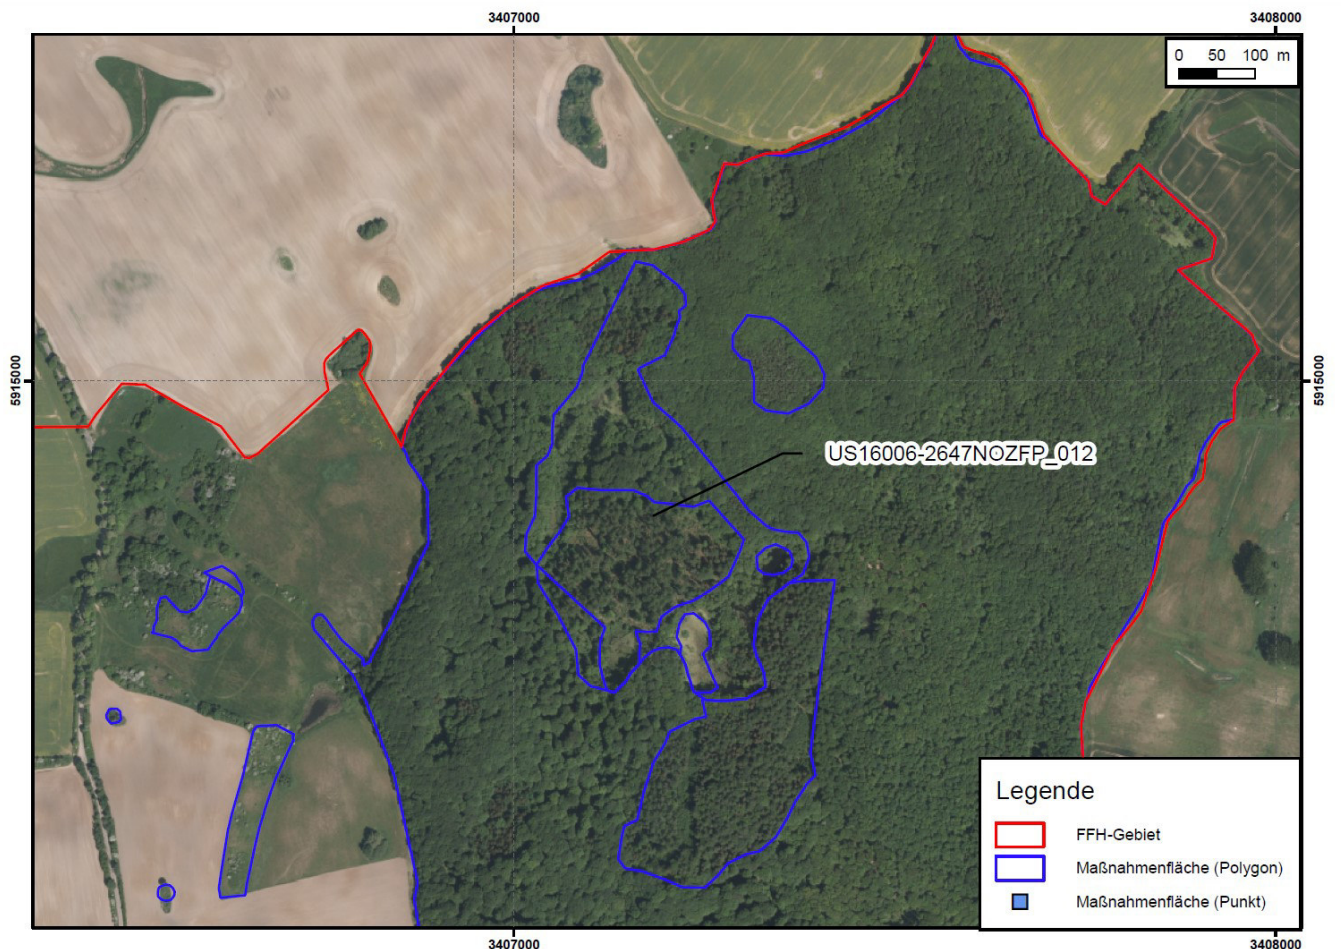 3407000
3408000
0 50 100 m
5915000
5915000
US16006-2647NOZFP_012
Legende
FFH-Gebiet
Maßnahmenfläche (Polygon)
Maßnahmenfläche (Punkt)
3407000
3408000